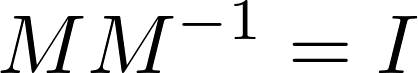 MM⁻¹ = I